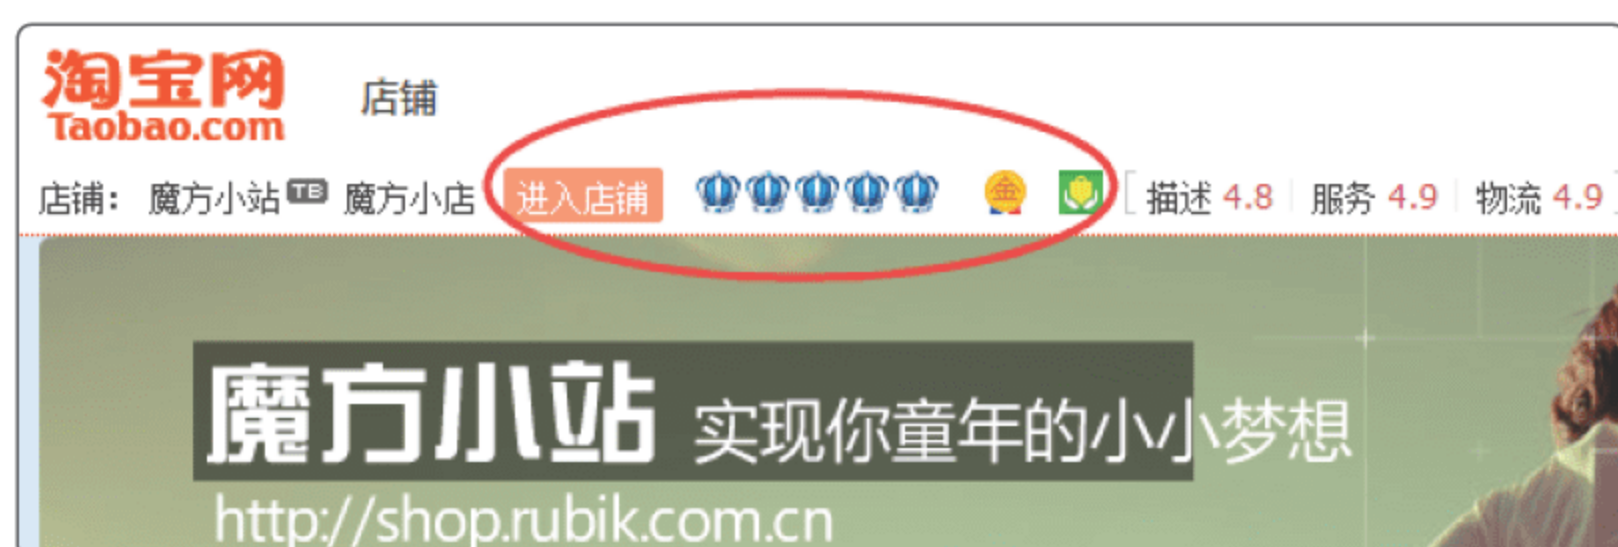 淘宝网
Taobao.com
店铺
店铺： 魔方小站 TB 魔方小店 进入店铺 金 描述 4.8 服务 4.9 物流 4.9
魔方小站 实现你童年的小小梦想
http://shop.rubik.com.cn